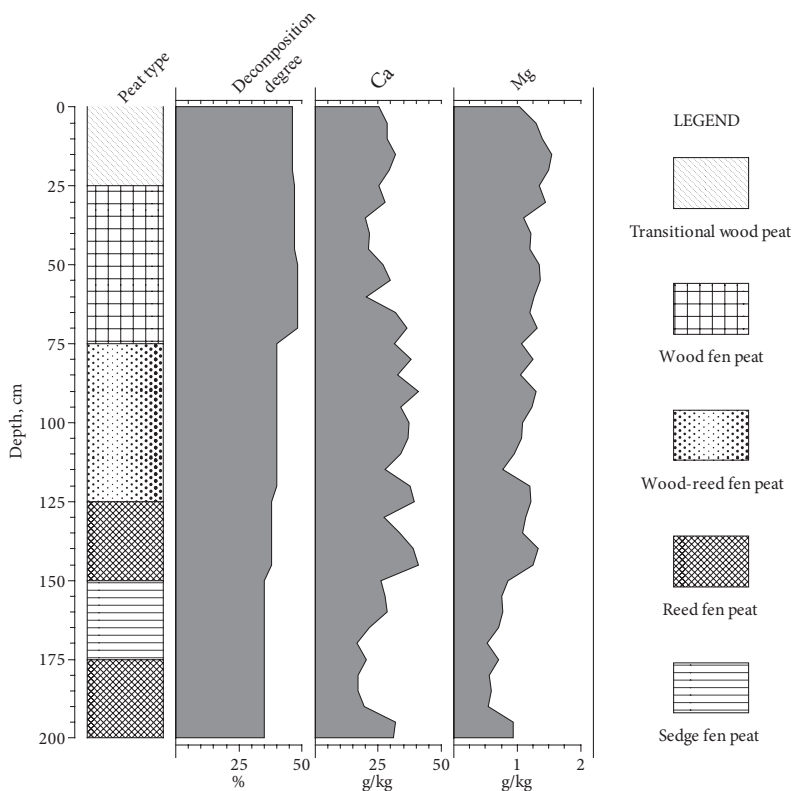 Peat type
Decomposition
degree
Ca
Mg
Depth, cm
0
25
50
75
100
125
150
175
200
25 50
%
25 50
g/kg
1 2
g/kg
LEGEND
Transitional wood peat
Wood fen peat
Wood-reed fen peat
Reed fen peat
Sedge fen peat